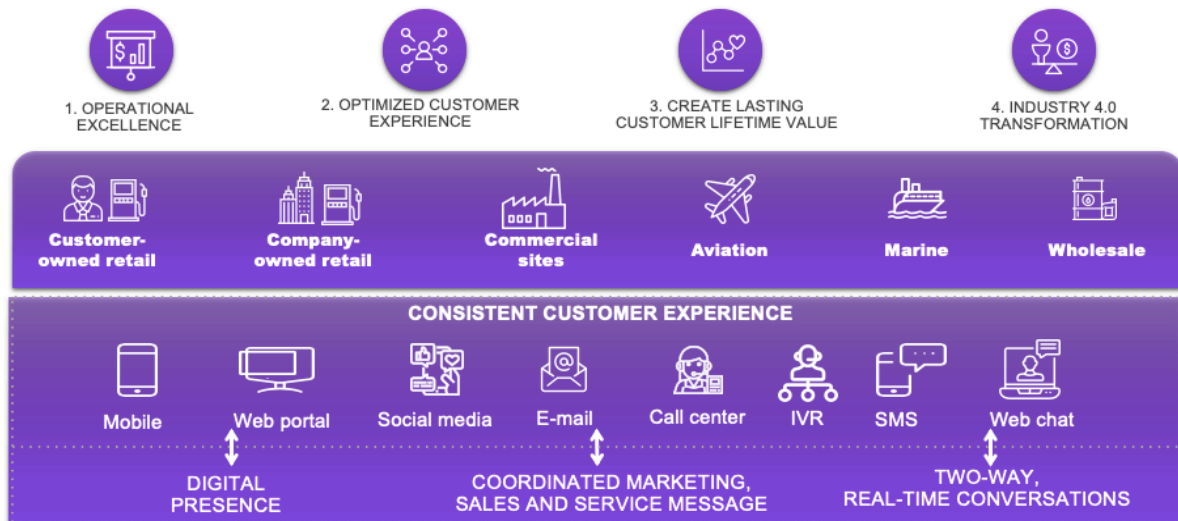 1. OPERATIONAL
EXCELLENCE
2. OPTIMIZED CUSTOMER
EXPERIENCE
3. CREATE LASTING
CUSTOMER LIFETIME VALUE
4. INDUSTRY 4.0
TRANSFORMATION
Customer-
owned retail
Company-
owned retail
Commercial
sites
Aviation
Marine
Wholesale
CONSISTENT CUSTOMER EXPERIENCE
Mobile
Web portal
Social media
E-mail
Call center
IVR
SMS
Web chat
DIGITAL
PRESENCE
COORDINATED MARKETING,
SALES AND SERVICE MESSAGE
TWO-WAY,
REAL-TIME CONVERSATIONS